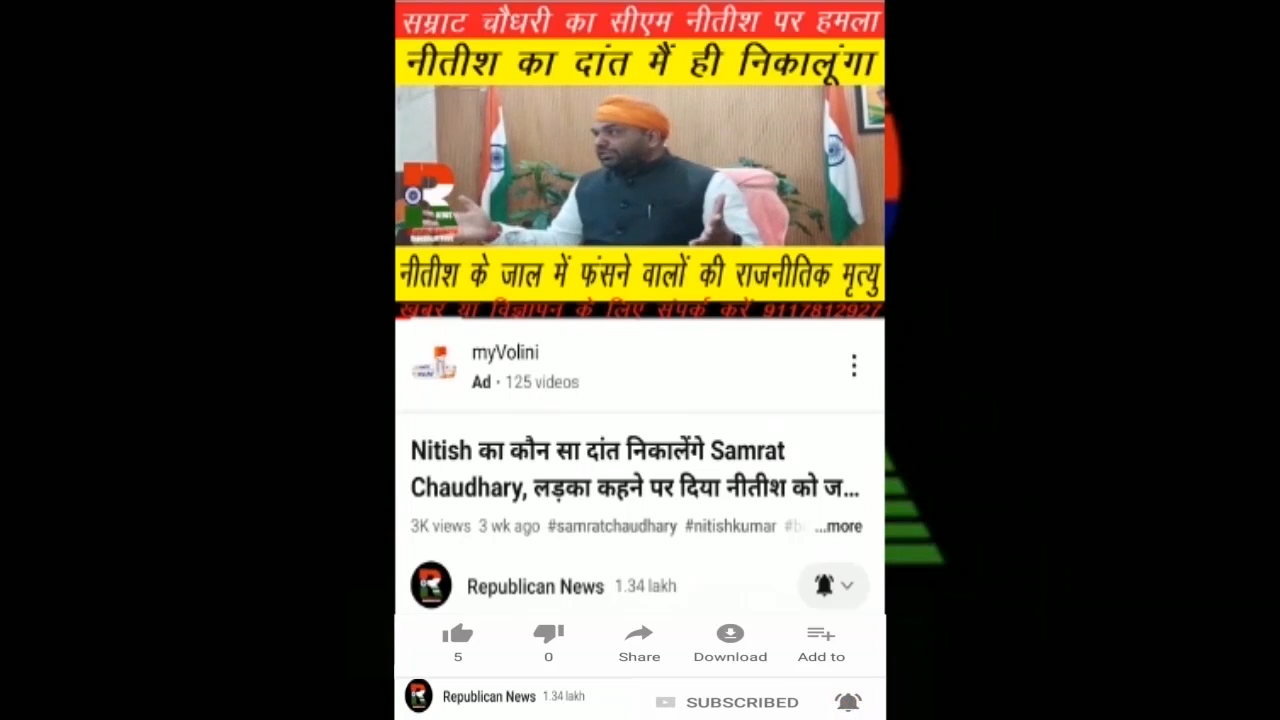 सम्राट चौधरी का सीएम नीतीश पर हमला
नीतीश का दांत मैं ही निकालूंगा
नीतीश के जाल में फंसने वालों की राजनीतिक मृत्यु
खबर या विज्ञापन के लिए संपर्क करें 9117812927
myVolini
Ad · 125 videos
Nitish का कौन सा दांत निकालेंगे Samrat
Chaudhary, लड़का कहने पर दिया नीतीश को ज...
3K views 3 wk ago #samratchaudhary #nitishkumar #b ...more
Republican News 1.34 lakh
5 0 Share Download Add to
Republican News 1.34 lakh SUBSCRIBED